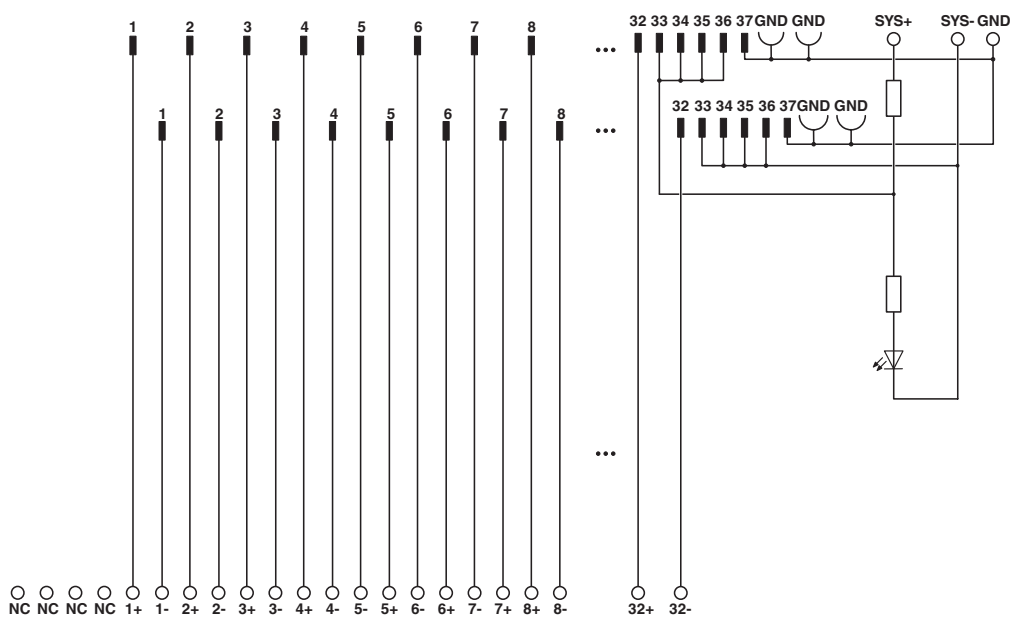 1 2 3 4 5 6 7 8 ... 32 33 34 35 36 37 GND GND SYS+ SYS- GND
1 2 3 4 5 6 7 8 ... 32 33 34 35 36 37 GND GND
...
NC NC NC NC 1+ 1- 2+ 2- 3+ 3- 4+ 4- 5- 5+ 6- 6+ 7- 7+ 8+ 8- 32+ 32-